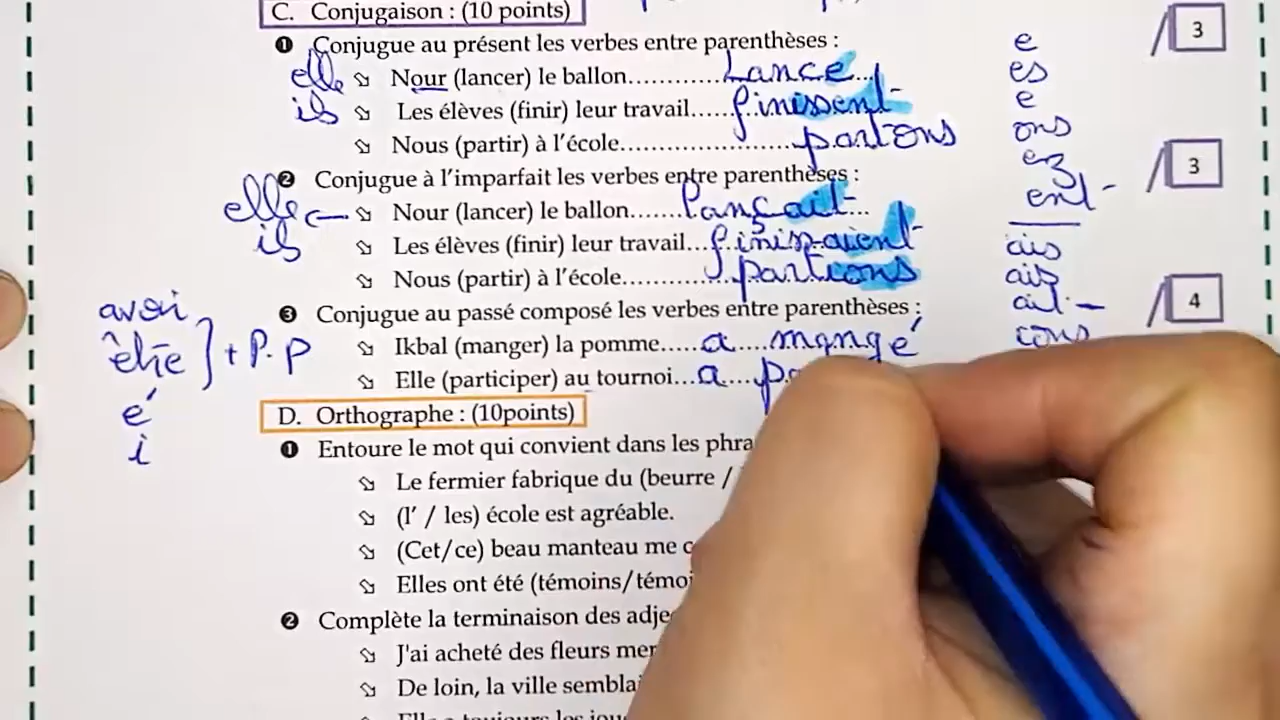 C. Conjugaison : (10 points)
❶ Conjugue au présent les verbes entre parenthèses :
3
e
elle Nour (lancer) le ballon............ Lance...
es
ils Les élèves (finir) leur travail...... finissent
e
Nous (partir) à l'école........................ partons
ons
❷ Conjugue à l'imparfait les verbes entre parenthèses :
ez
3
elle Nour (lancer) le ballon....... lançait...
ent
ils Les élèves (finir) leur travail... finissaient
ais
Nous (partir) à l'école............... partions
ais
❸ Conjugue au passé composé les verbes entre parenthèses :
ait
4
avoir
être + P.p
é
i
Ikbal (manger) la pomme..... a .... mangé
ions
Elle (participer) au tournoi... a .... pa
D. Orthographe : (10points)
❶ Entoure le mot qui convient dans les phra
Le fermier fabrique du (beurre /
(l' / les) école est agréable.
(Cet/ce) beau manteau me
Elles ont été (témoins/témoi
❷ Complète la terminaison des adje
J'ai acheté des fleurs mer
De loin, la ville sembla